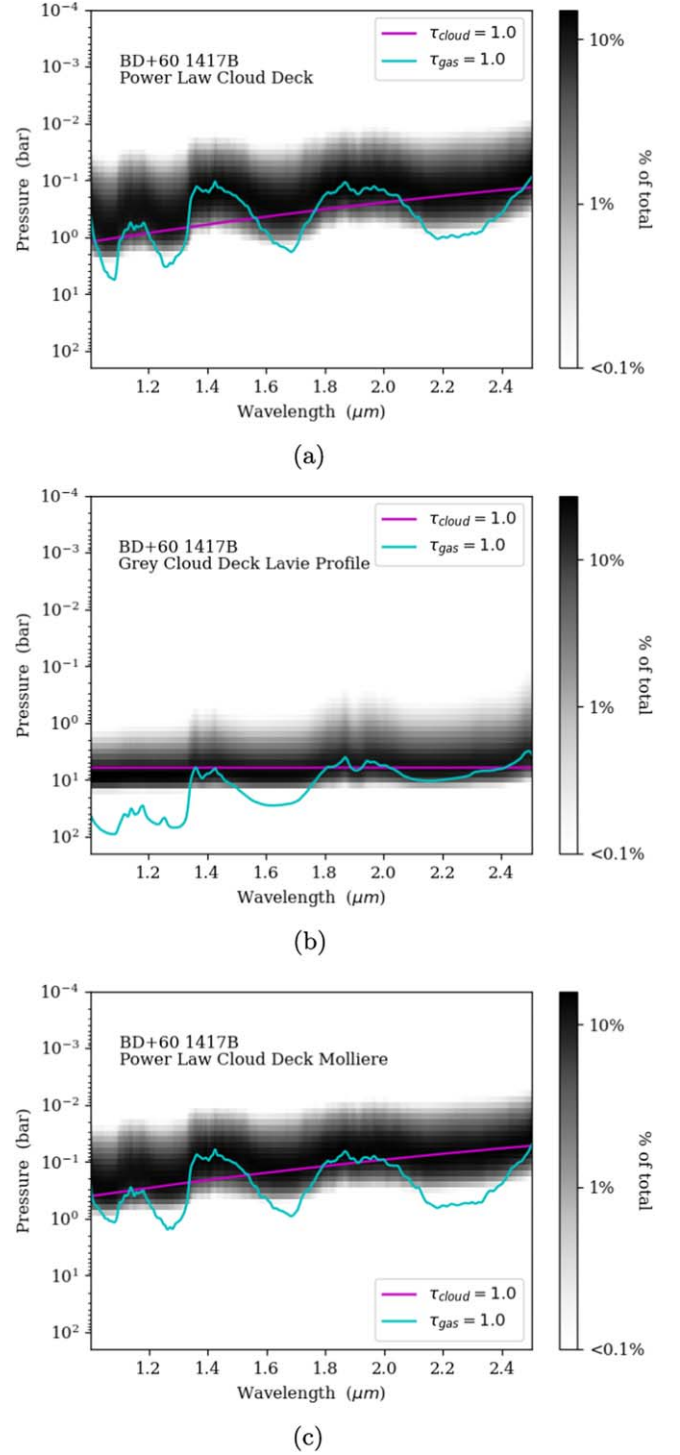 10⁻⁴
10⁻³
10⁻²
10⁻¹
10⁰
10¹
10²
Pressure (bar)
BD+60 1417B
Power Law Cloud Deck
τcloud = 1.0
τgas = 1.0
1.2 1.4 1.6 1.8 2.0 2.2 2.4
Wavelength (μm)
10%
1%
<0.1%
% of total
(a)
10⁻⁴
10⁻³
10⁻²
10⁻¹
10⁰
10¹
10²
Pressure (bar)
BD+60 1417B
Grey Cloud Deck Lavie Profile
τcloud = 1.0
τgas = 1.0
1.2 1.4 1.6 1.8 2.0 2.2 2.4
Wavelength (μm)
10%
1%
<0.1%
% of total
(b)
10⁻⁴
10⁻³
10⁻²
10⁻¹
10⁰
10¹
10²
Pressure (bar)
BD+60 1417B
Power Law Cloud Deck Molliere
τcloud = 1.0
τgas = 1.0
1.2 1.4 1.6 1.8 2.0 2.2 2.4
Wavelength (μm)
10%
1%
<0.1%
% of total
(c)